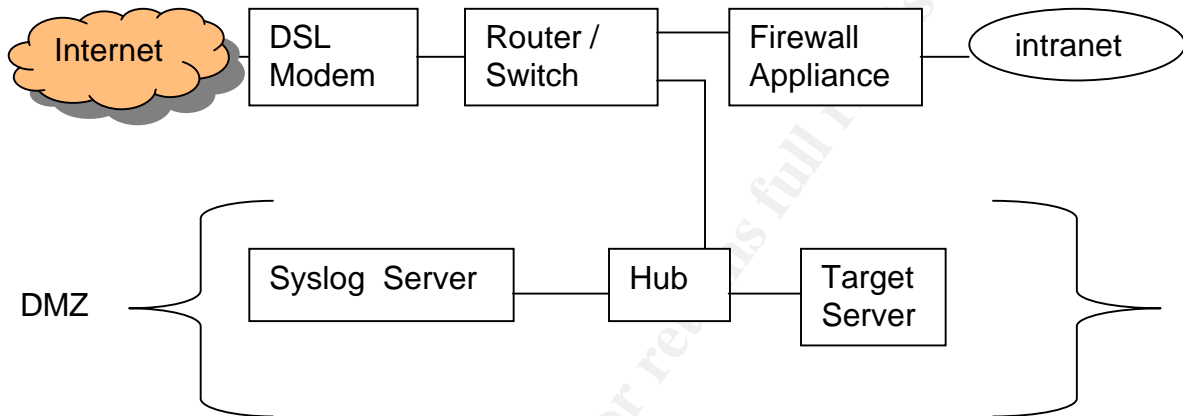 Internet
DSL
Modem
Router /
Switch
Firewall
Appliance
intranet
DMZ
Syslog Server
Hub
Target
Server